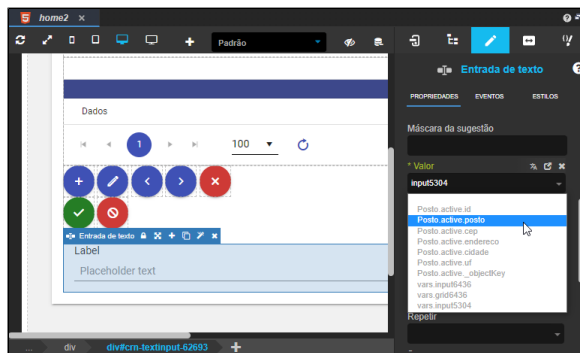 home2 ×
Padrão
Entrada de texto
PROPRIEDADES EVENTOS ESTILOS
Dados
1 100
Máscara da sugestão
* Valor
input5304
Posto.active.id
Posto.active.posto
Posto.active.cep
Posto.active.endereco
Posto.active.cidade
Posto.active.uf
Posto.active._objectKey
vars.input6436
vars.grid6436
vars.input5304
Repetir
Entrada de texto
Label
Placeholder text
... div div#crn-textinput-62693